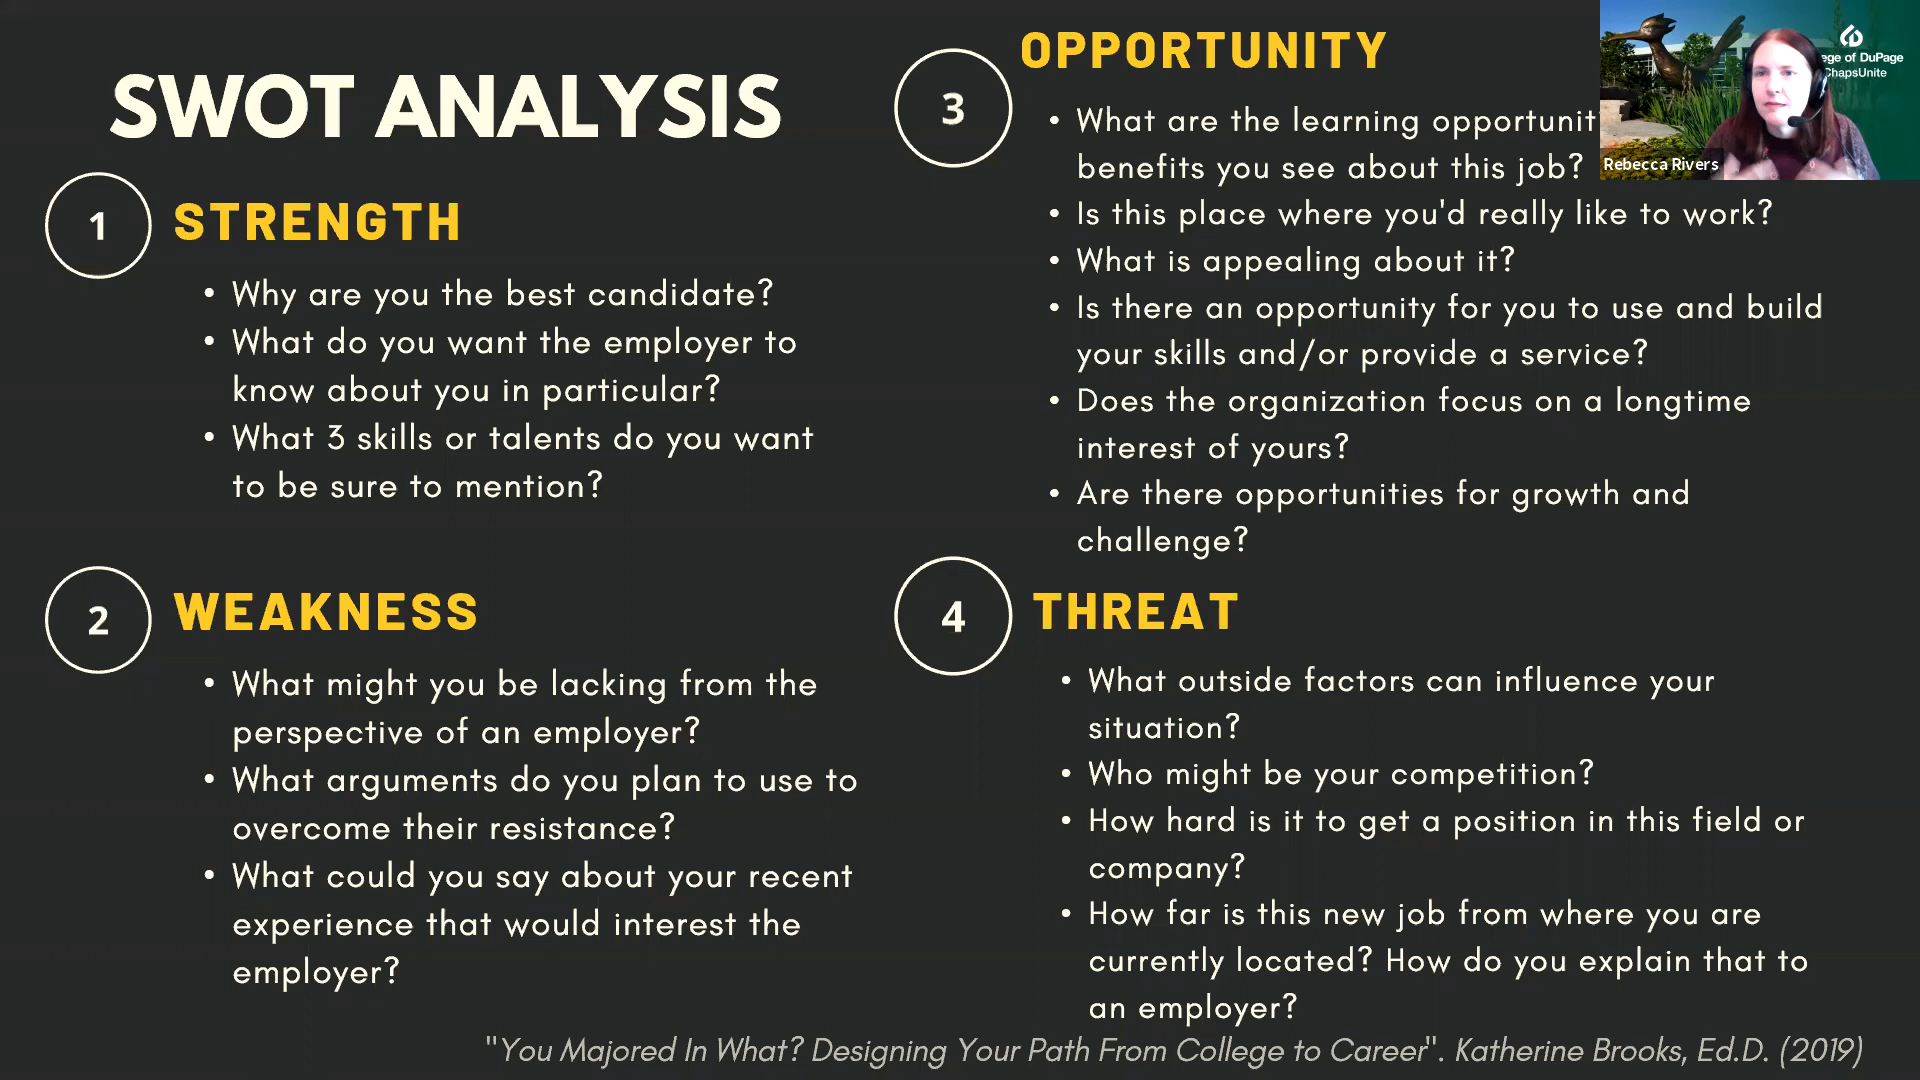 SWOT ANALYSIS
1
STRENGTH
• Why are you the best candidate?
• What do you want the employer to
know about you in particular?
• What 3 skills or talents do you want
to be sure to mention?
2
WEAKNESS
• What might you be lacking from the
perspective of an employer?
• What arguments do you plan to use to
overcome their resistance?
• What could you say about your recent
experience that would interest the
employer?
3
OPPORTUNITY
• What are the learning opportunit
benefits you see about this job?
• Is this place where you'd really like to work?
• What is appealing about it?
• Is there an opportunity for you to use and build
your skills and/or provide a service?
• Does the organization focus on a longtime
interest of yours?
• Are there opportunities for growth and
challenge?
4
THREAT
• What outside factors can influence your
situation?
• Who might be your competition?
• How hard is it to get a position in this field or
company?
• How far is this new job from where you are
currently located? How do you explain that to
an employer?
"You Majored In What? Designing Your Path From College to Career". Katherine Brooks, Ed.D. (2019)
ege of DuPage
ChapsUnite
Rebecca Rivers